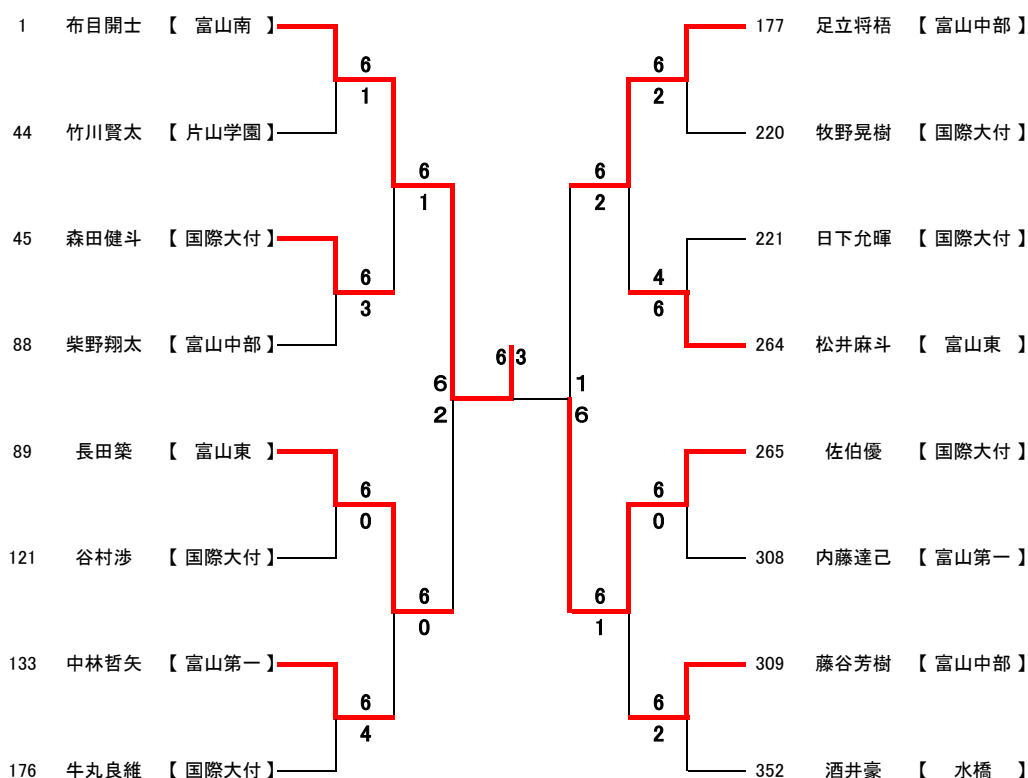 1 布目開士 【 富山南 】
6
1
44 竹川賢太 【 片山学園 】
6
1
45 森田健斗 【 国際大付 】
6
3
88 柴野翔太 【 富山中部 】
6
2
89 長田築 【 富山東 】
6
0
121 谷村渉 【 国際大付 】
6
0
133 中林哲矢 【 富山第一 】
6
4
176 牛丸良維 【 国際大付 】
6 3
177 足立将梧 【 富山中部 】
6
2
220 牧野晃樹 【 国際大付 】
6
2
221 日下允暉 【 国際大付 】
4
6
264 松井麻斗 【 富山東 】
1
6
265 佐伯優 【 国際大付 】
6
0
308 内藤達己 【 富山第一 】
6
1
309 藤谷芳樹 【 富山中部 】
6
2
352 酒井豪 【 水橋 】